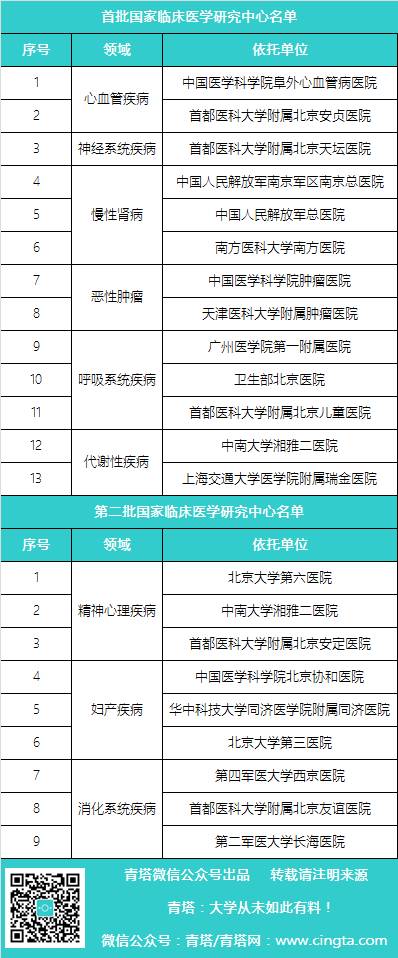 首批国家临床医学研究中心名单
序号 领域 依托单位
1 心血管疾病 中国医学科学院阜外心血管病医院
2 首都医科大学附属北京安贞医院
3 神经系统疾病 首都医科大学附属北京天坛医院
4 慢性肾病 中国人民解放军南京军区南京总医院
5 中国人民解放军总医院
6 南方医科大学南方医院
7 恶性肿瘤 中国医学科学院肿瘤医院
8 天津医科大学附属肿瘤医院
9 呼吸系统疾病 广州医学院第一附属医院
10 卫生部北京医院
11 首都医科大学附属北京儿童医院
12 代谢性疾病 中南大学湘雅二医院
13 上海交通大学医学院附属瑞金医院
第二批国家临床医学研究中心名单
序号 领域 依托单位
1 精神心理疾病 北京大学第六医院
2 中南大学湘雅二医院
3 首都医科大学附属北京安定医院
4 妇产疾病 中国医学科学院北京协和医院
5 华中科技大学同济医学院附属同济医院
6 北京大学第三医院
7 消化系统疾病 第四军医大学西京医院
8 首都医科大学附属北京友谊医院
9 第二军医大学长海医院
青塔微信公众号出品 转载请注明来源
青塔：大学从未如此有料！
微信公众号：青塔/青塔网：www.cingta.com